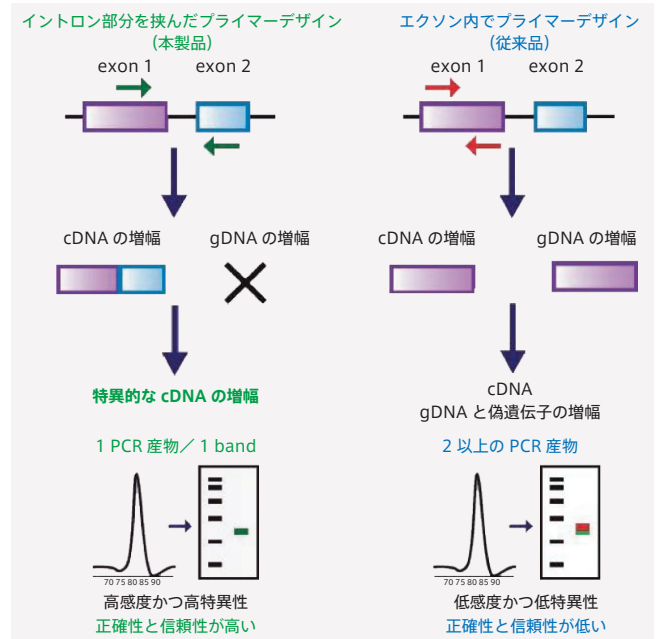 イントロン部分を挟んだプライマーデザイン
(本製品)
exon 1
exon 2
cDNA の増幅
gDNA の増幅
特異的な cDNA の増幅
1 PCR 産物／ 1 band
70 75 80 85 90
高感度かつ高特異性
正確性と信頼性が高い
エクソン内でプライマーデザイン
(従来品)
exon 1
exon 2
cDNA の増幅
gDNA の増幅
cDNA
gDNA と偽遺伝子の増幅
2 以上の PCR 産物
70 75 80 85 90
低感度かつ低特異性
正確性と信頼性が低い